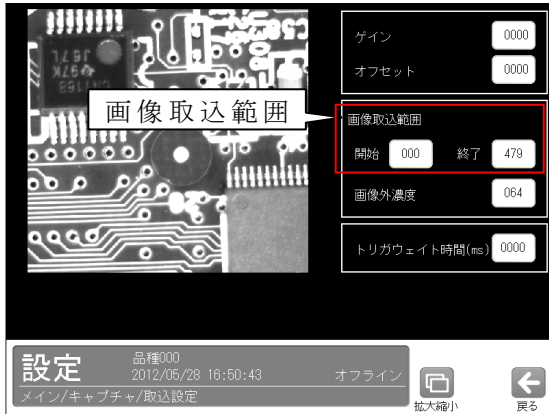 ゲイン 0000
オフセット 0000
画像取込範囲
画像取込範囲
開始 000 終了 479
画像外濃度 064
トリガウェイト時間(ms) 0000
設定
品種000
2012/05/28 16:50:43
オフライン
メイン/キャプチャ/取込設定
拡大縮小
戻る